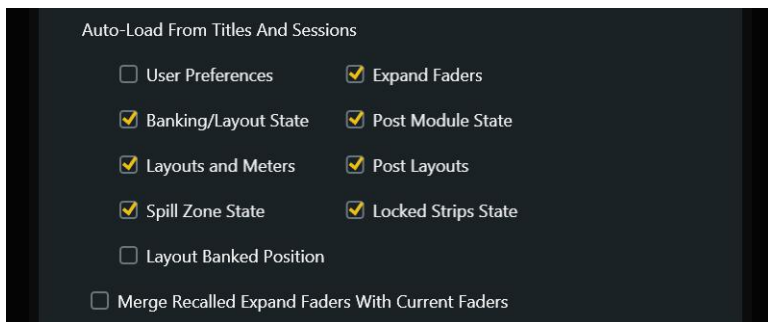 Auto-Load From Titles And Sessions
User Preferences Expand Faders
Banking/Layout State Post Module State
Layouts and Meters Post Layouts
Spill Zone State Locked Strips State
Layout Banked Position
Merge Recalled Expand Faders With Current Faders